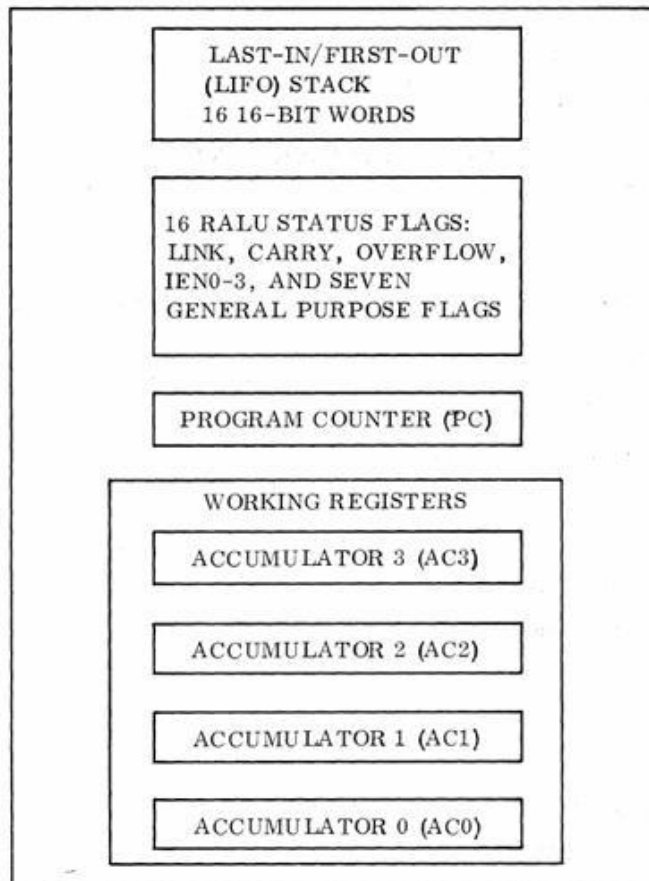 LAST-IN/FIRST-OUT
(LIFO) STACK
16 16-BIT WORDS
16 RALU STATUS FLAGS:
LINK, CARRY, OVERFLOW,
IEN0-3, AND SEVEN
GENERAL PURPOSE FLAGS
PROGRAM COUNTER (PC)
WORKING REGISTERS
ACCUMULATOR 3 (AC3)
ACCUMULATOR 2 (AC2)
ACCUMULATOR 1 (AC1)
ACCUMULATOR 0 (AC0)